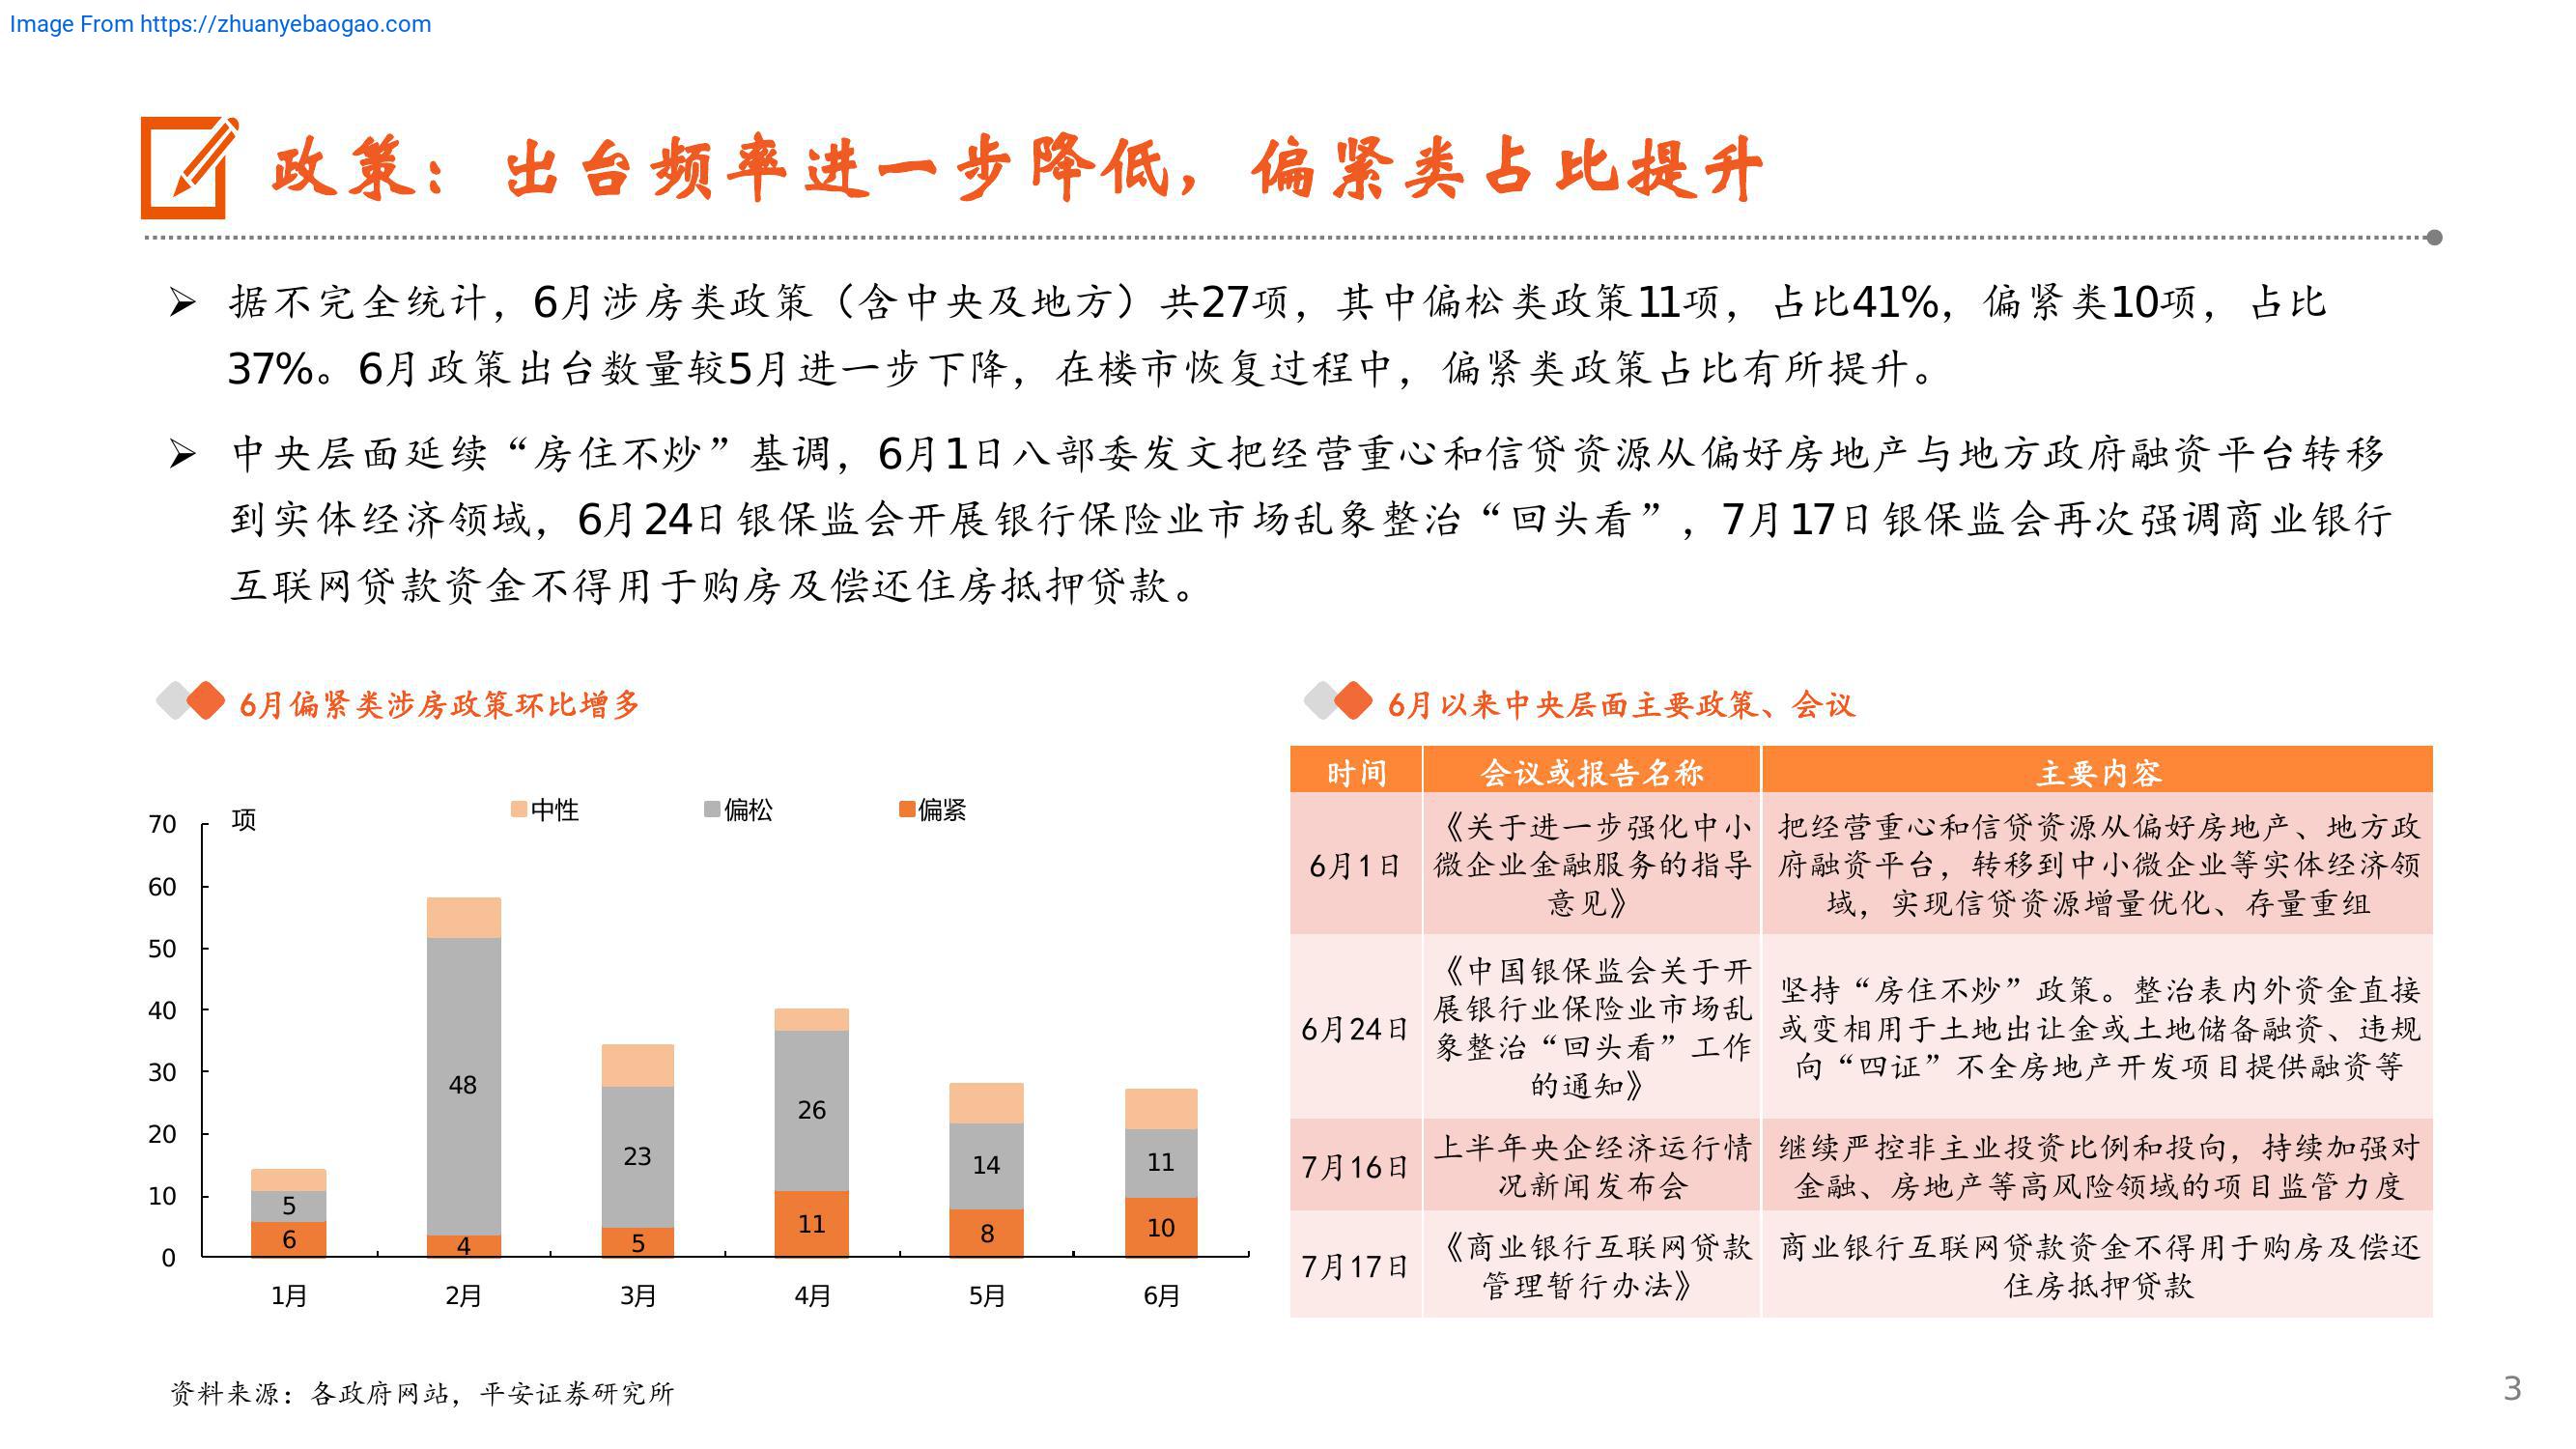 Image From https://zhuanyebaogao.com
政策：出台频率进一步降低，偏紧类占比提升
➢ 据不完全统计，6月涉房类政策（含中央及地方）共27项，其中偏松类政策11项，占比41%，偏紧类10项，占比
37%。6月政策出台数量较5月进一步下降，在楼市恢复过程中，偏紧类政策占比有所提升。
➢ 中央层面延续“房住不炒”基调，6月1日八部委发文把经营重心和信贷资源从偏好房地产与地方政府融资平台转移
到实体经济领域，6月24日银保监会开展银行保险业市场乱象整治“回头看”，7月17日银保监会再次强调商业银行
互联网贷款资金不得用于购房及偿还住房抵押贷款。
6月偏紧类涉房政策环比增多
项
中性 偏松 偏紧
70
60
50
40
30
20
10
0
5
6
48
4
23
5
26
11
14
8
11
10
1月 2月 3月 4月 5月 6月
6月以来中央层面主要政策、会议
时间 会议或报告名称 主要内容
6月1日
《关于进一步强化中小
微企业金融服务的指导
意见》
把经营重心和信贷资源从偏好房地产、地方政
府融资平台，转移到中小微企业等实体经济领
域，实现信贷资源增量优化、存量重组
6月24日
《中国银保监会关于开
展银行业保险业市场乱
象整治“回头看”工作
的通知》
坚持“房住不炒”政策。整治表内外资金直接
或变相用于土地出让金或土地储备融资、违规
向“四证”不全房地产开发项目提供融资等
7月16日
上半年央企经济运行情
况新闻发布会
继续严控非主业投资比例和投向，持续加强对
金融、房地产等高风险领域的项目监管力度
7月17日
《商业银行互联网贷款
管理暂行办法》
商业银行互联网贷款资金不得用于购房及偿还
住房抵押贷款
资料来源：各政府网站，平安证券研究所
3